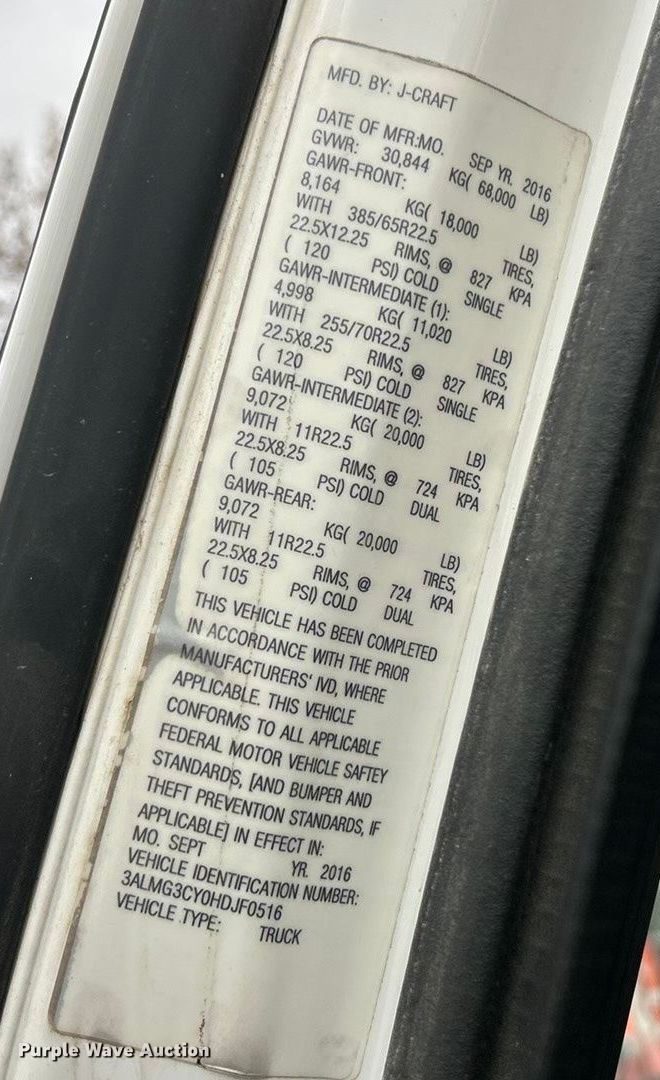 MFD. BY: J-CRAFT
DATE OF MFR:MO. SEP YR. 2016
GVWR: 30,844 KG( 68,000 LB)
GAWR-FRONT:
8,164 KG( 18,000 LB)
WITH 385/65R22.5 TIRES,
22.5X12.25 RIMS, @ 827 KPA
( 120 PSI) COLD SINGLE
GAWR-INTERMEDIATE (1):
4,998 KG( 11,020 LB)
WITH 255/70R22.5 TIRES,
22.5X8.25 RIMS, @ 827 KPA
( 120 PSI) COLD SINGLE
GAWR-INTERMEDIATE (2):
9,072 KG( 20,000 LB)
WITH 11R22.5 TIRES,
22.5X8.25 RIMS, @ 724 KPA
( 105 PSI) COLD DUAL
GAWR-REAR:
9,072 KG( 20,000 LB)
WITH 11R22.5 TIRES,
22.5X8.25 RIMS, @ 724 KPA
( 105 PSI) COLD DUAL
THIS VEHICLE HAS BEEN COMPLETED
IN ACCORDANCE WITH THE PRIOR
MANUFACTURERS' IVD, WHERE
APPLICABLE. THIS VEHICLE
CONFORMS TO ALL APPLICABLE
FEDERAL MOTOR VEHICLE SAFTEY
STANDARDS, [AND BUMPER AND
THEFT PREVENTION STANDARDS, IF
APPLICABLE] IN EFFECT IN:
MO. SEPT YR. 2016
VEHICLE IDENTIFICATION NUMBER:
3ALMG3CY0HDJF0516
VEHICLE TYPE: TRUCK
Purple Wave Auction